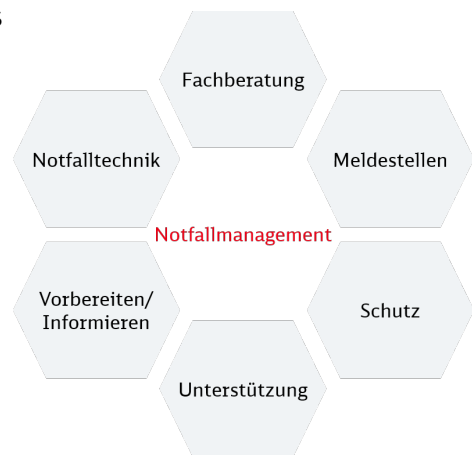 Fachberatung
Notfalltechnik
Meldestellen
Notfallmanagement
Vorbereiten/
Informieren
Schutz
Unterstützung